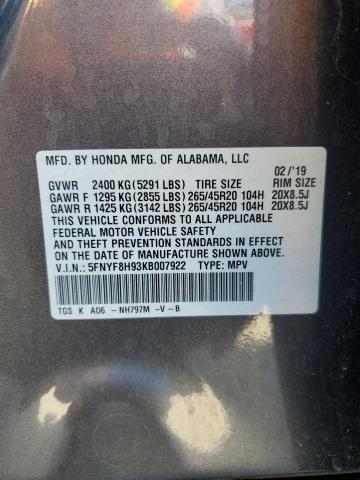 MFD. BY HONDA MFG. OF ALABAMA, LLC
02/'19
GVWR 2400 KG (5291 LBS) TIRE SIZE RIM SIZE
GAWR F 1295 KG (2855 LBS) 265/45R20 104H 20X8.5J
GAWR R 1425 KG (3142 LBS) 265/45R20 104H 20X8.5J
THIS VEHICLE CONFORMS TO ALL APPLICABLE
FEDERAL MOTOR VEHICLE SAFETY
AND THEFT PREVENTION STANDARDS IN EFFECT
ON THE DATE OF MANUFACTURE SHOWN ABOVE.
V.I.N.: 5FNYF8H93KB007922 TYPE: MPV
TGS K A06 -NH797M -V -B